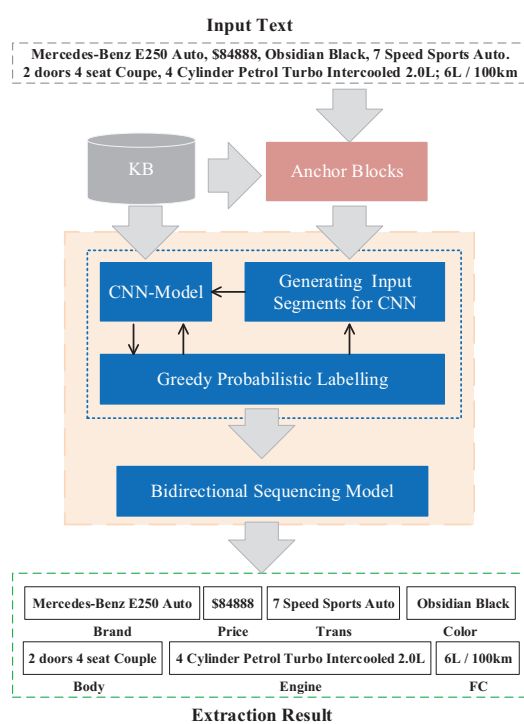 Input Text
Mercedes-Benz E250 Auto, $84888, Obsidian Black, 7 Speed Sports Auto.
2 doors 4 seat Coupe, 4 Cylinder Petrol Turbo Intercooled 2.0L; 6L / 100km
KB
Anchor Blocks
CNN-Model
Generating Input
Segments for CNN
Greedy Probabilistic Labelling
Bidirectional Sequencing Model
Mercedes-Benz E250 Auto $84888 7 Speed Sports Auto Obsidian Black
Brand Price Trans Color
2 doors 4 seat Couple 4 Cylinder Petrol Turbo Intercooled 2.0L 6L / 100km
Body Engine FC
Extraction Result